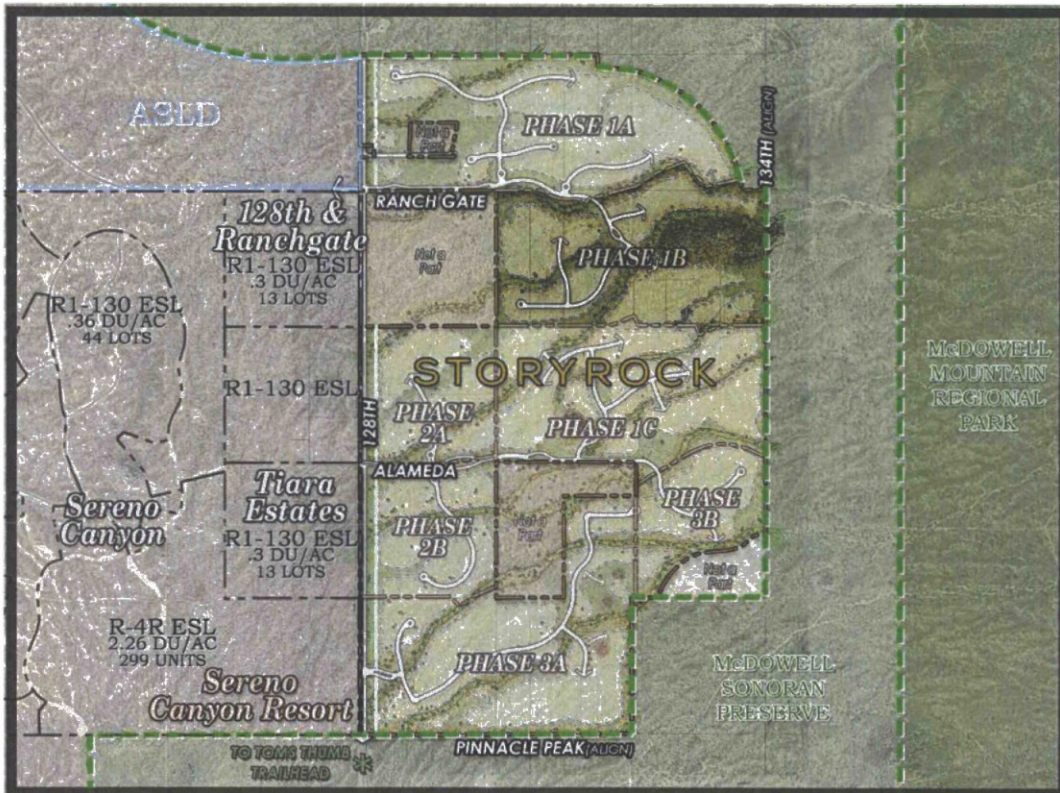 ASLD
PHASE 1A
Not a
Part
134TH (ALIGN)
RANCH GATE
128th &
Ranchgate
R1-130 ESL
.3 DU/AC
13 LOTS
Not a
Part
PHASE 1B
R1-130 ESL
.36 DU/AC
44 LOTS
STORYROCK
McDOWELL
MOUNTAIN
REGIONAL
PARK
R1-130 ESL
128TH
PHASE
2A
PHASE 1C
ALAMEDA
Tiara
Estates
R1-130 ESL
.3 DU/AC
13 LOTS
Sereno
Canyon
PHASE
2B
Not a
Part
PHASE
3B
Not a
Part
R-4R ESL
2.26 DU/AC
299 UNITS
Sereno
Canyon Resort
PHASE 3A
McDOWELL
SONORAN
PRESERVE
PINNACLE PEAK (ALIGN)
TO TOMS THUMB
TRAILHEAD